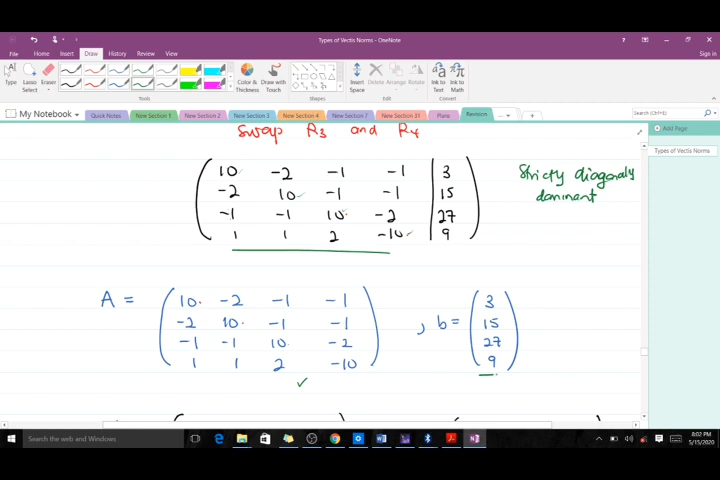 Types of Vectis Norms - OneNote
Sign in
File Home Insert Draw History Review View
Type Lasso Select Eraser Color & Thickness Draw with Touch Insert Space Delete Arrange Rotate Ink to Text Ink to Math
Tools Shapes Edit Convert
My Notebook Quick Notes New Section 1 New Section 2 New Section 3 New Section 4 New Section 7 New Section 31 Plans Revision ... + Search (Ctrl+E)
Add Page
Types of Vectis Norms
Swap R3 and R4
10 -2 -1 -1 | 3
-2 10 -1 -1 | 15
-1 -1 10 -2 | 27
1 1 2 -10 | 9
Strictly diagonaly
dominant
A = 10 -2 -1 -1
-2 10 -1 -1
-1 -1 10 -2
1 1 2 -10
, b = 3
15
27
9
Search the web and Windows
8:02 PM
5/15/2020